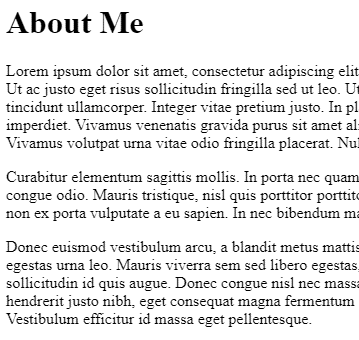 About Me
Lorem ipsum dolor sit amet, consectetur adipiscing elit
Ut ac justo eget risus sollicitudin fringilla sed ut leo. Ut
tincidunt ullamcorper. Integer vitae pretium justo. In pl
imperdiet. Vivamus venenatis gravida purus sit amet ali
Vivamus volutpat urna vitae odio fringilla placerat. Nul
Curabitur elementum sagittis mollis. In porta nec quam
congue odio. Mauris tristique, nisl quis porttitor porttito
non ex porta vulputate a eu sapien. In nec bibendum ma
Donec euismod vestibulum arcu, a blandit metus mattis
egestas urna leo. Mauris viverra sem sed libero egestas,
sollicitudin id quis augue. Donec congue nisl nec massa
hendrerit justo nibh, eget consequat magna fermentum
Vestibulum efficitur id massa eget pellentesque.